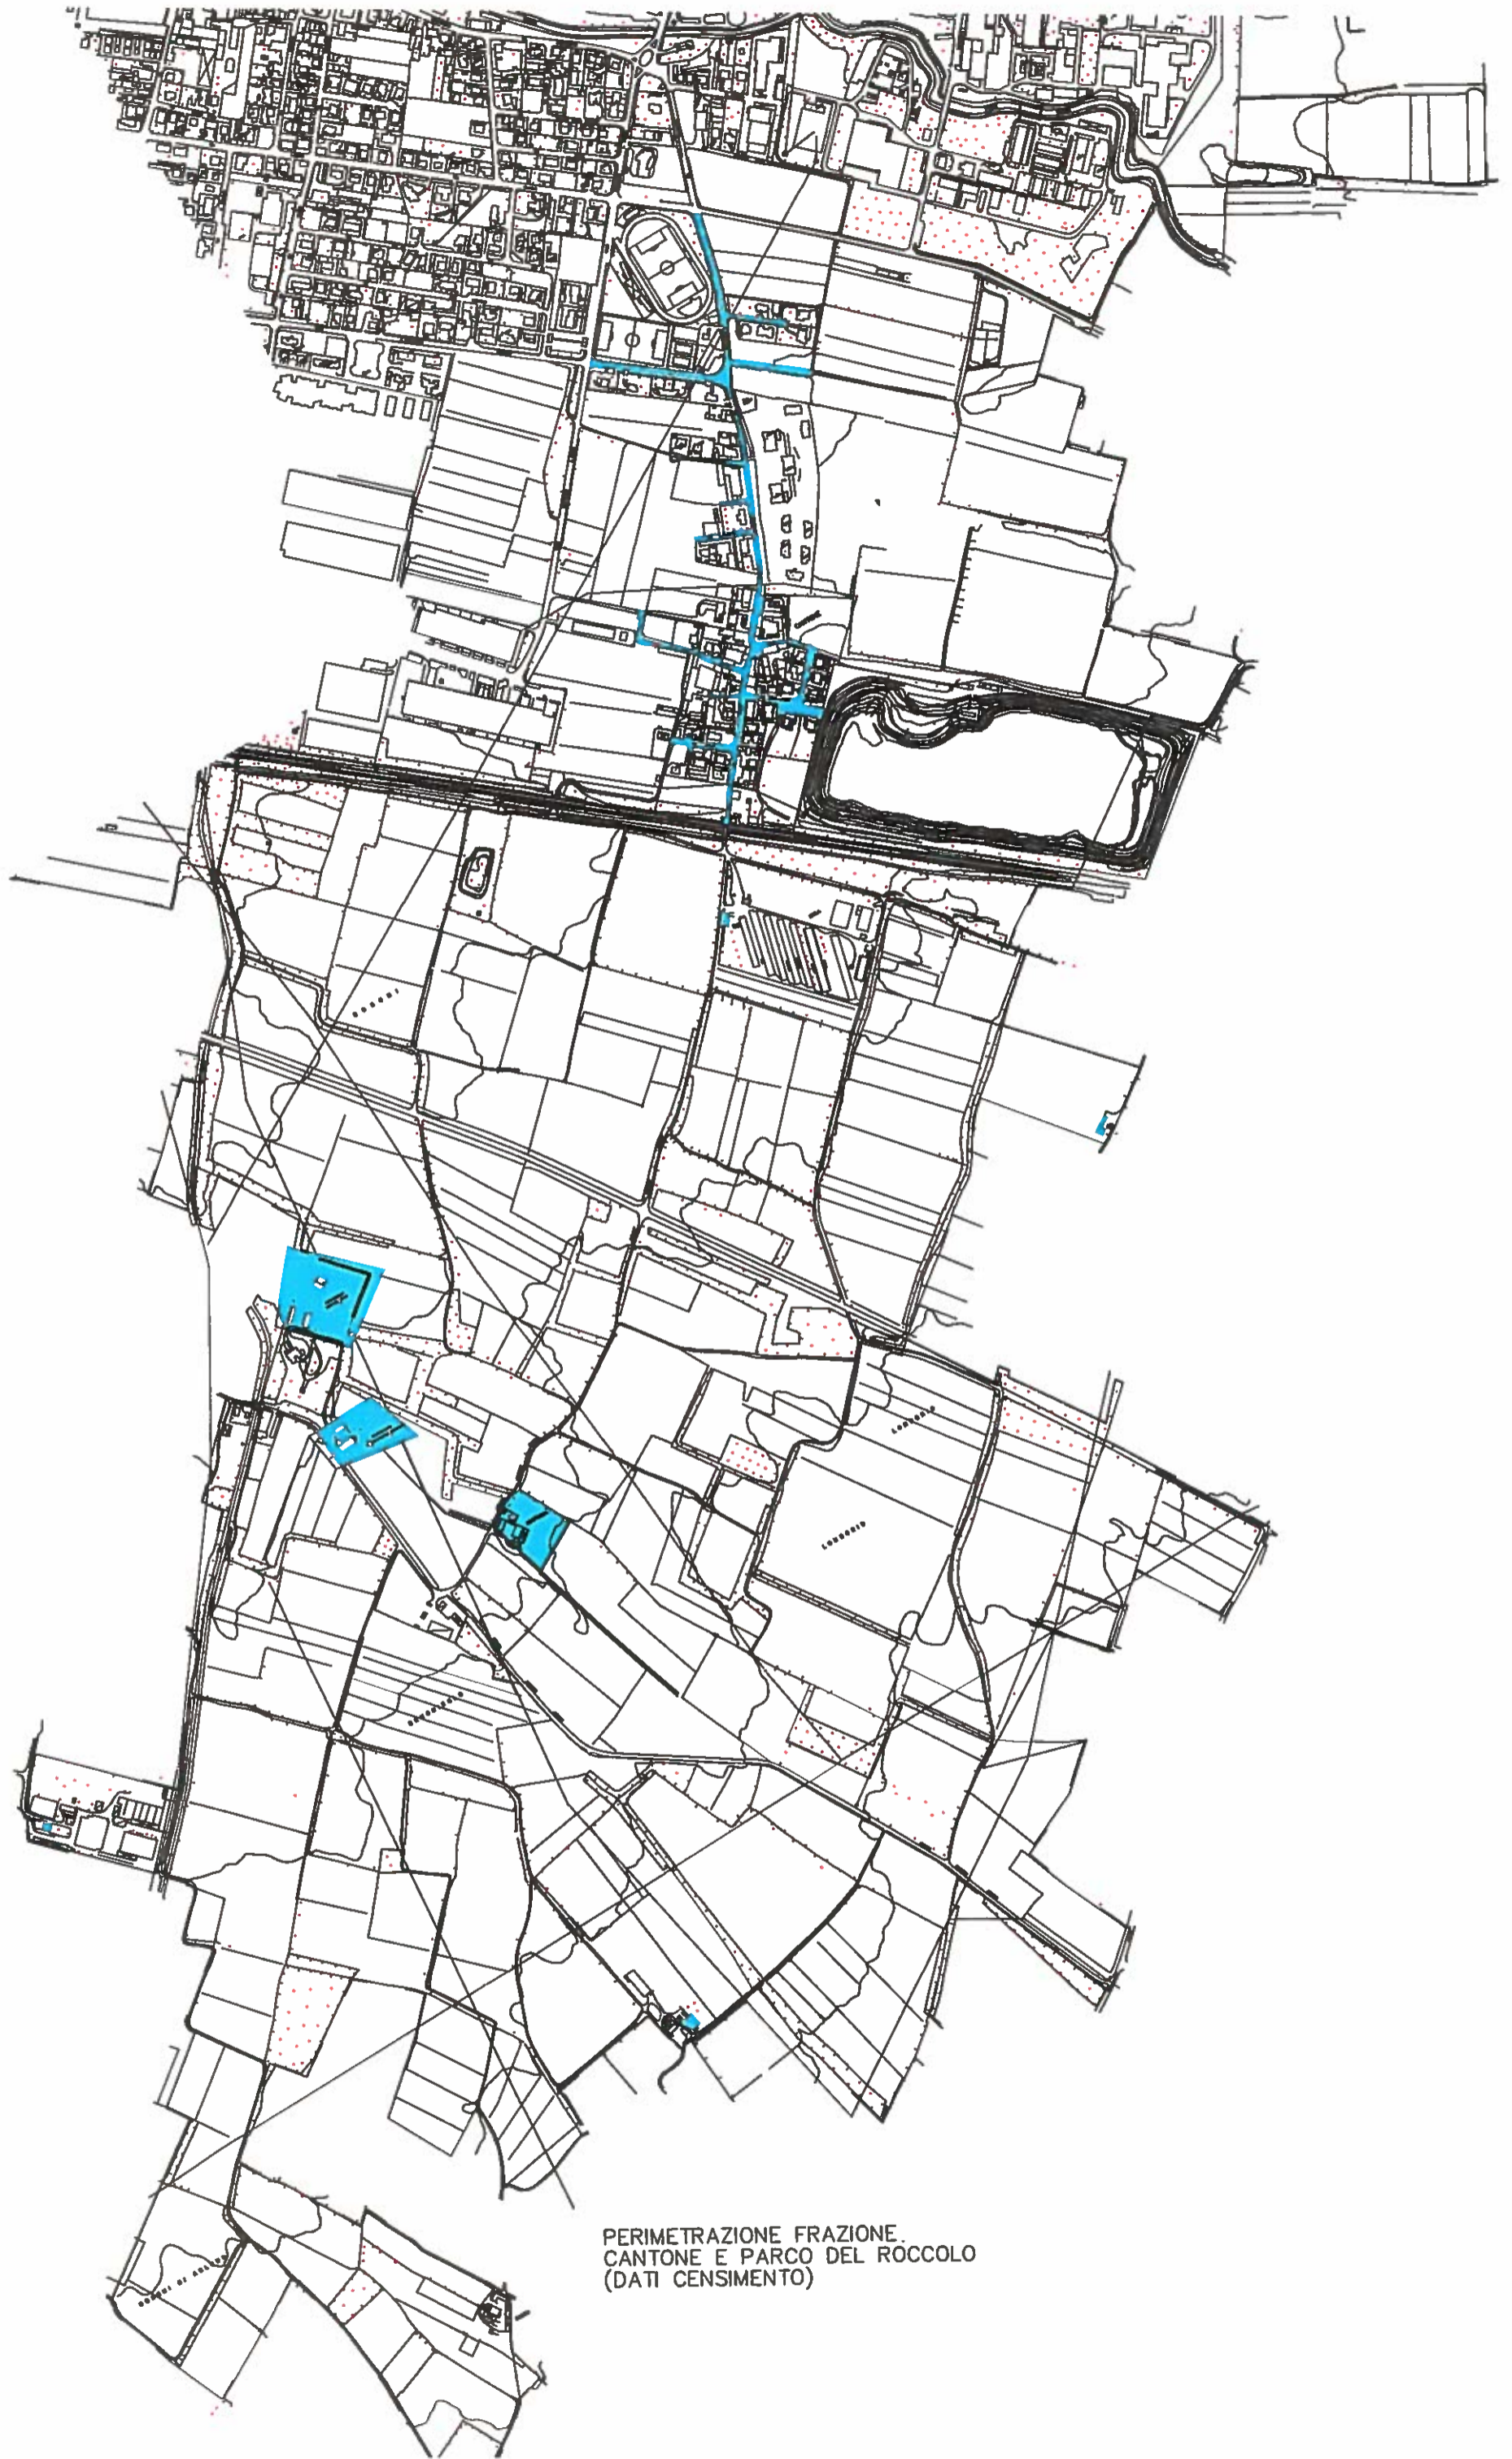 PERIMETRAZIONE FRAZIONE.
CANTONE E PARCO DEL ROCCOLO
(DATI CENSIMENTO)